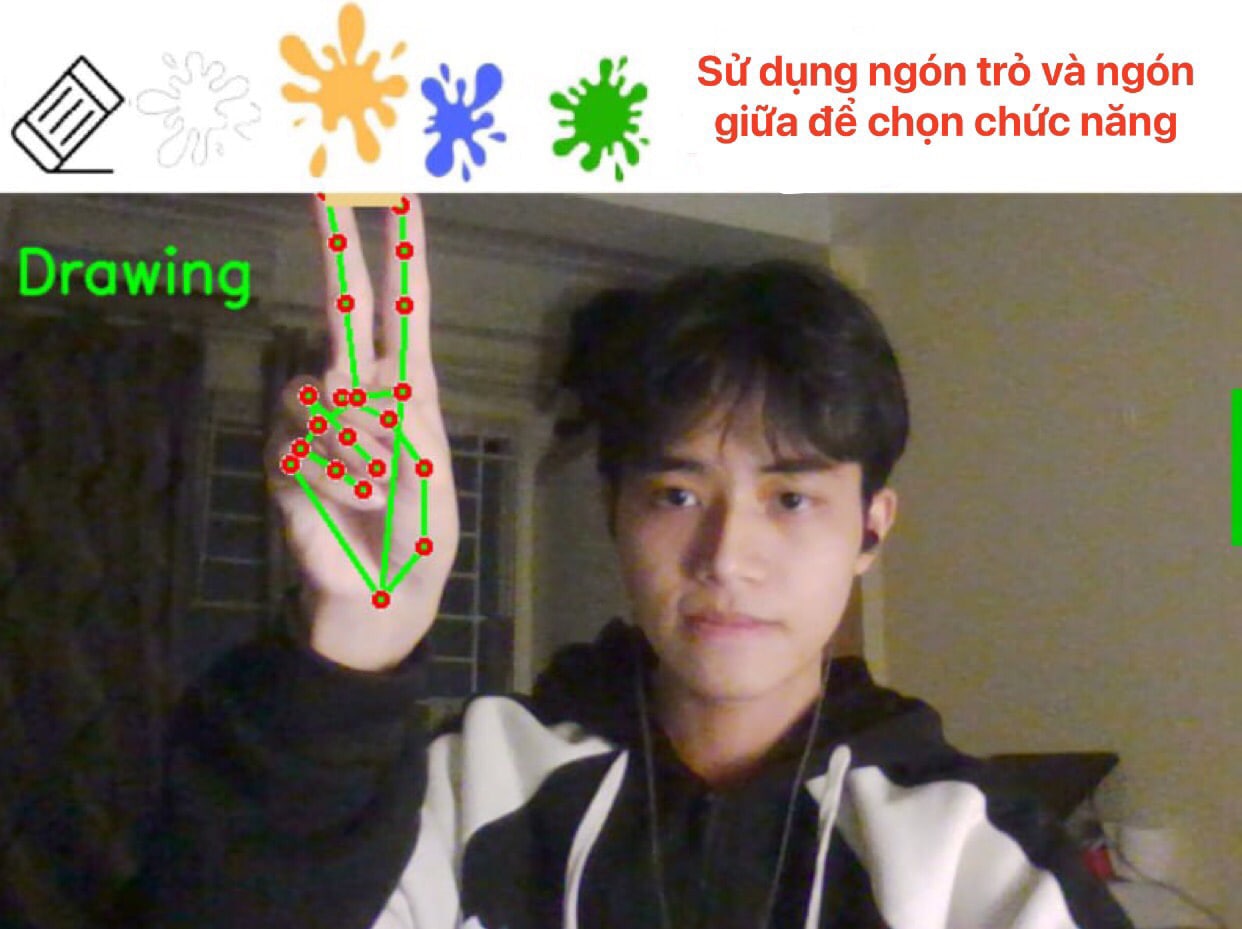 Sử dụng ngón trỏ và ngón
giữa để chọn chức năng
Drawing